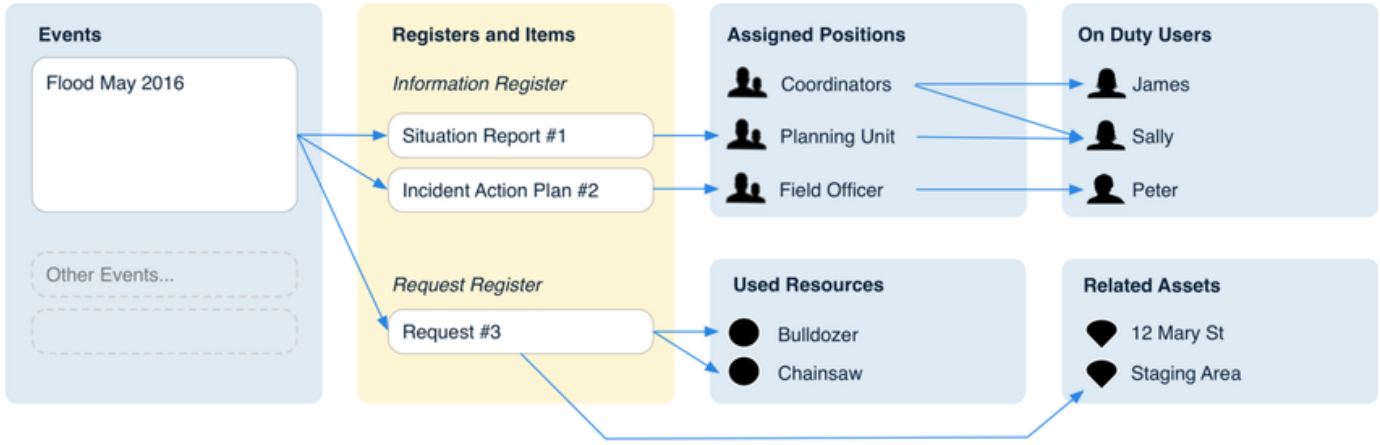 Events
Flood May 2016
Other Events...
Registers and Items
Information Register
Situation Report #1
Incident Action Plan #2
Request Register
Request #3
Assigned Positions
Coordinators
Planning Unit
Field Officer
On Duty Users
James
Sally
Peter
Used Resources
Bulldozer
Chainsaw
Related Assets
12 Mary St
Staging Area